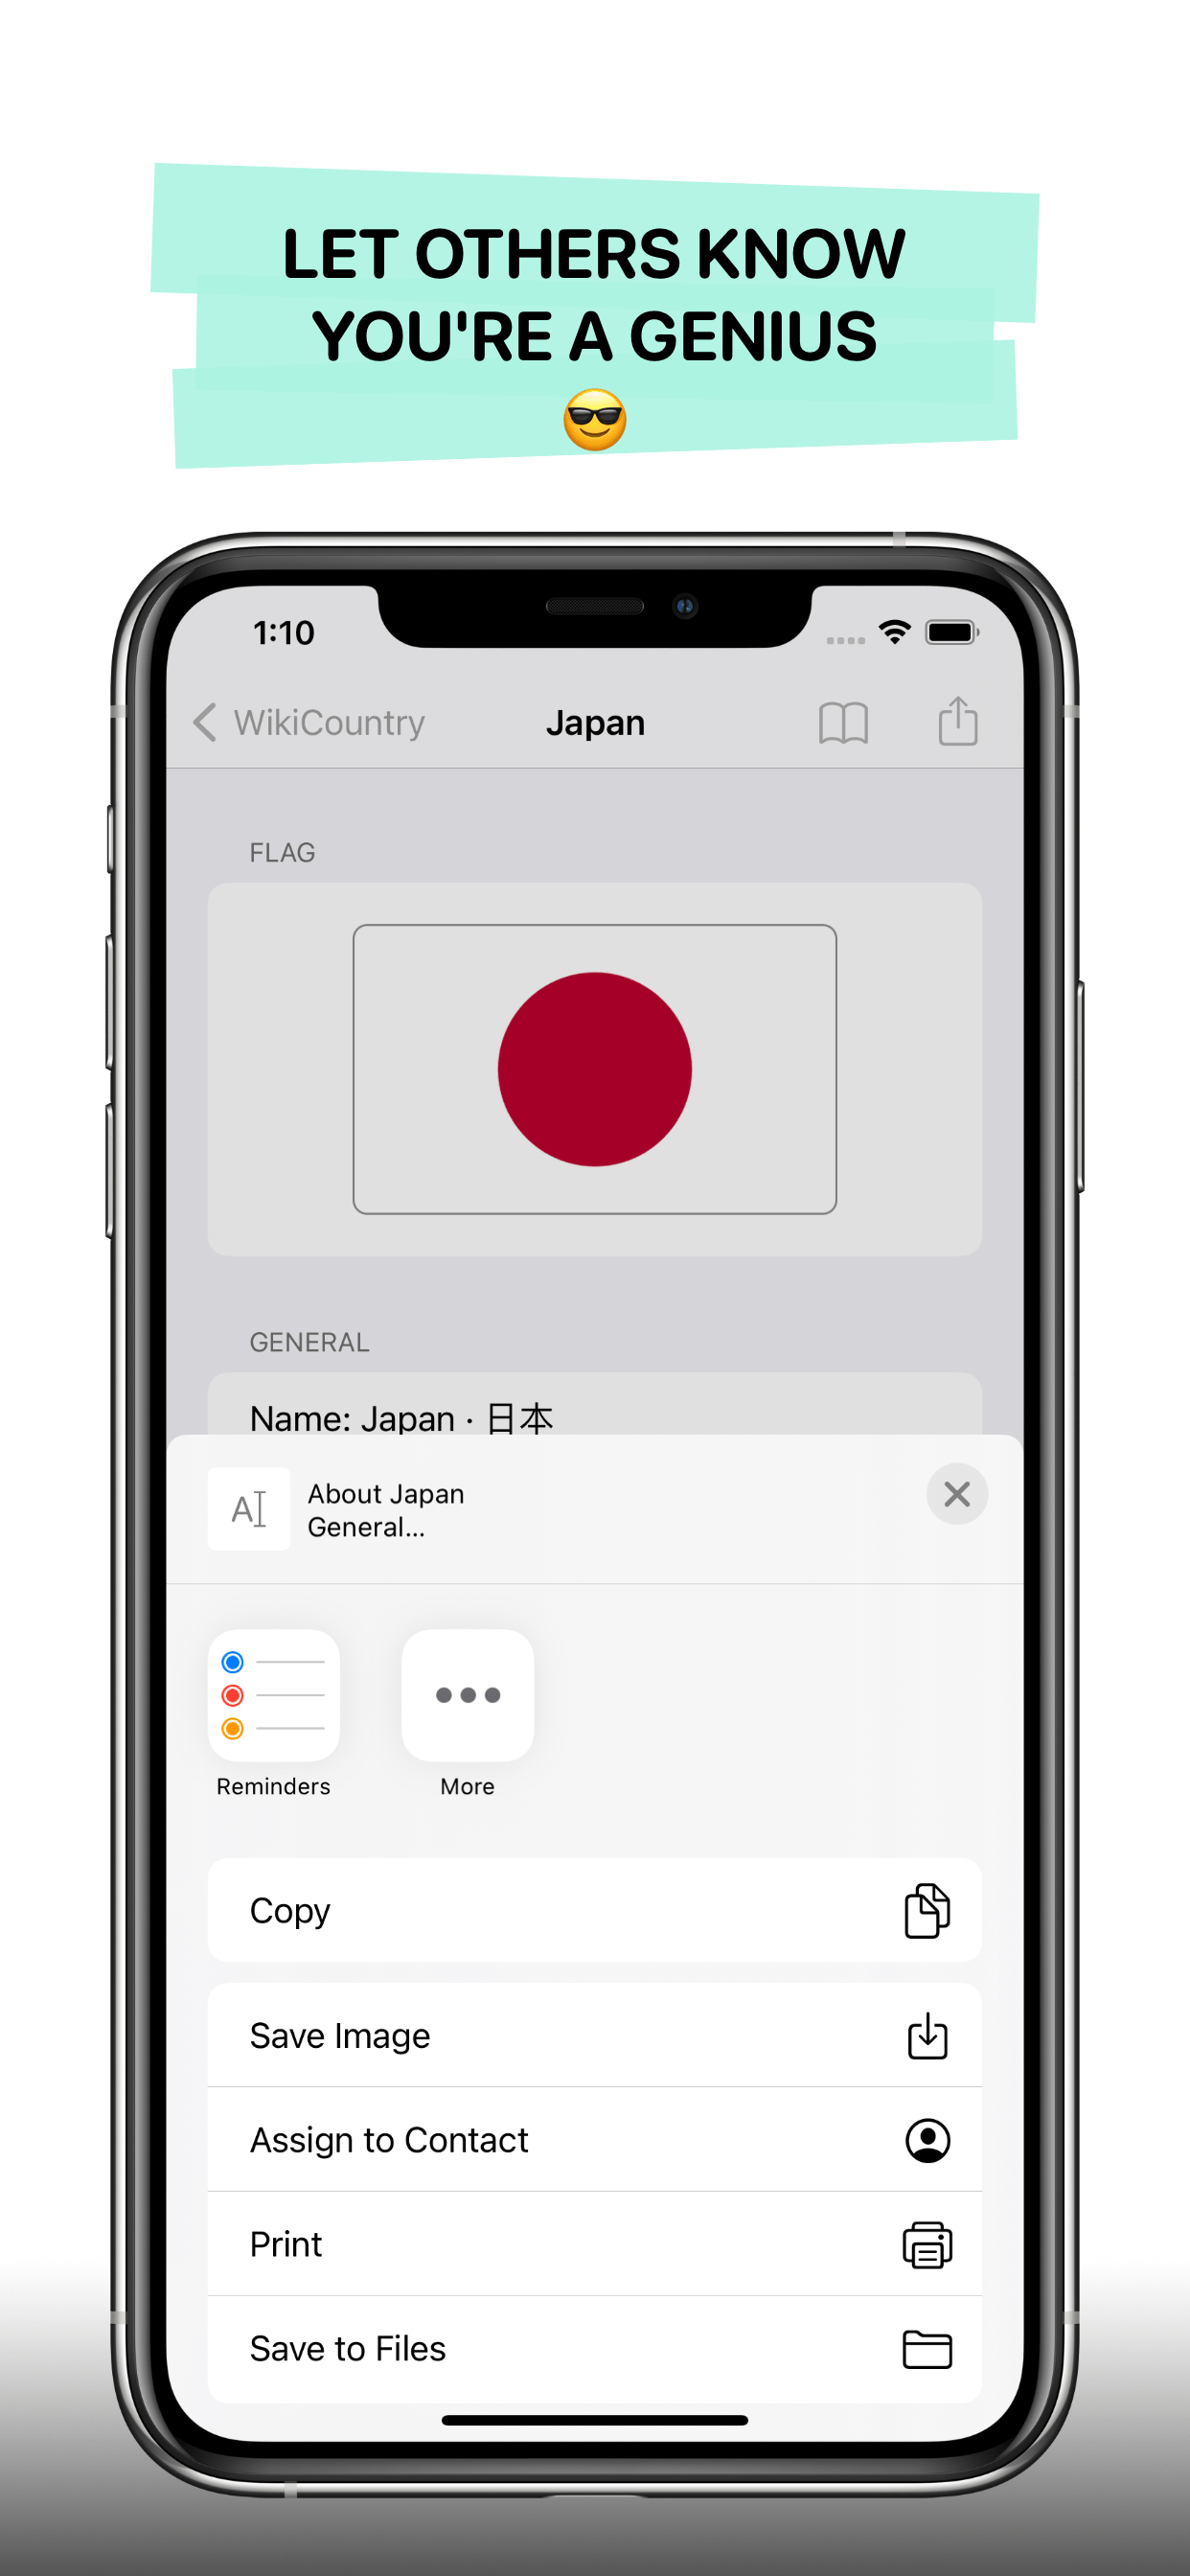 LET OTHERS KNOW
YOU'RE A GENIUS
😎
1:10
WikiCountry
Japan
FLAG
GENERAL
Name: Japan · 日本
About Japan
General...
Reminders
More
Copy
Save Image
Assign to Contact
Print
Save to Files